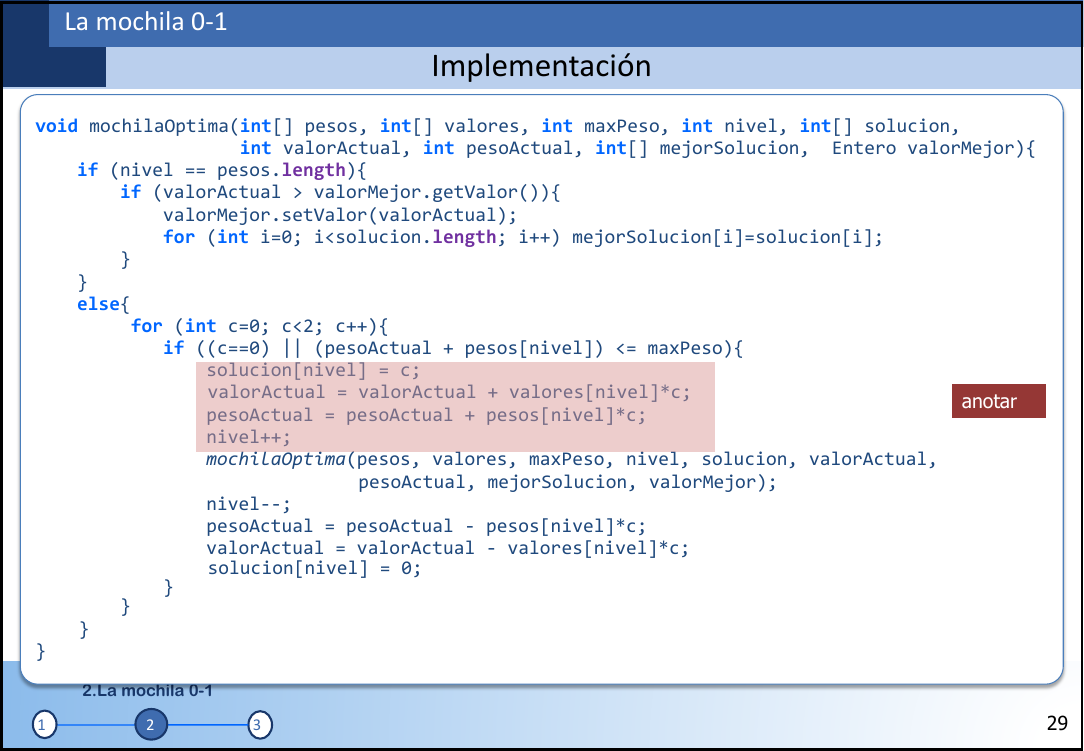 La mochila 0-1
Implementación
void mochilaOptima(int[] pesos, int[] valores, int maxPeso, int nivel, int[] solucion,
int valorActual, int pesoActual, int[] mejorSolucion,  Entero valorMejor){
if (nivel == pesos.length){
if (valorActual > valorMejor.getValor()){
valorMejor.setValor(valorActual);
for (int i=0; i<solucion.length; i++) mejorSolucion[i]=solucion[i];
}
}
else{
for (int c=0; c<2; c++){
if ((c==0) || (pesoActual + pesos[nivel]) <= maxPeso){
solucion[nivel] = c;
valorActual = valorActual + valores[nivel]*c;
pesoActual = pesoActual + pesos[nivel]*c;
nivel++;
anotar
mochilaOptima(pesos, valores, maxPeso, nivel, solucion, valorActual,
pesoActual, mejorSolucion, valorMejor);
nivel--;
pesoActual = pesoActual - pesos[nivel]*c;
valorActual = valorActual - valores[nivel]*c;
solucion[nivel] = 0;
}
}
}
}
2.La mochila 0-1
1 2 3
29